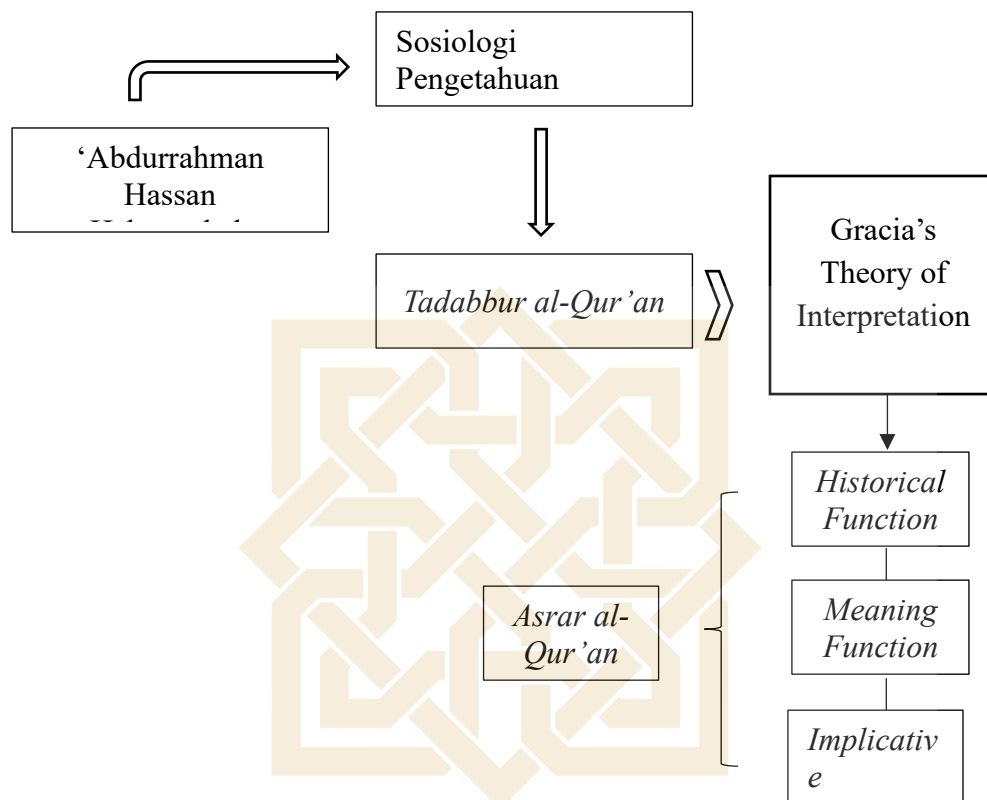 Sosiologi
Pengetahuan
‘Abdurrahman
Hassan
Tadabbur al-Qur’an
Gracia’s
Theory of
Interpretation
Historical
Function
Meaning
Function
Asrar al-
Qur’an
Implicativ
e